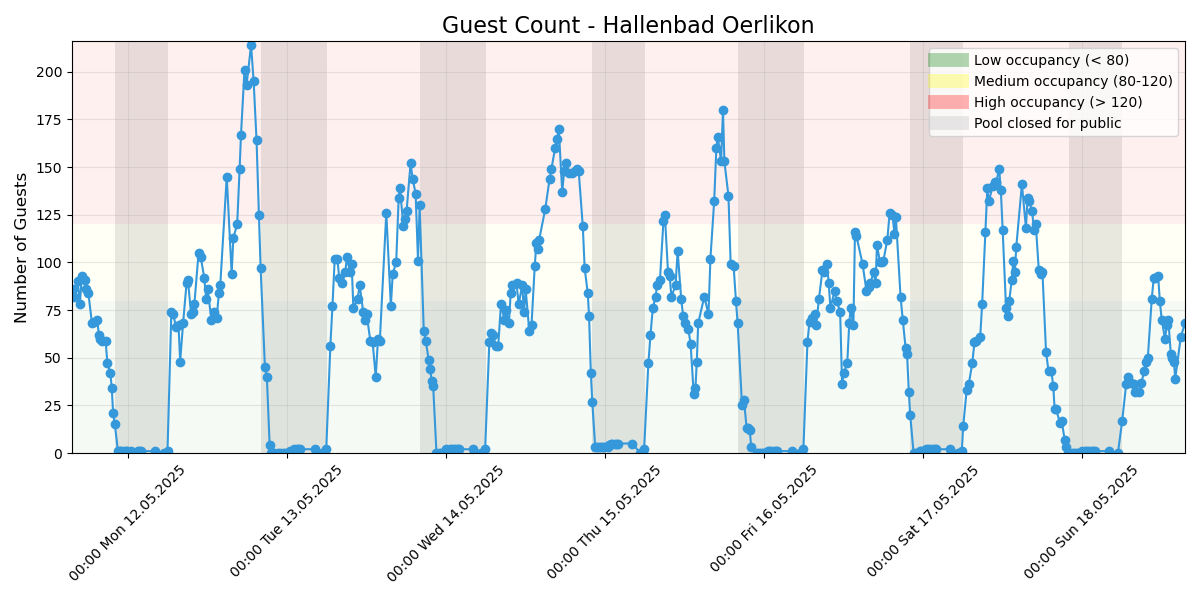 Guest Count - Hallenbad Oerlikon
Low occupancy (< 80)
Medium occupancy (80-120)
High occupancy (> 120)
Pool closed for public
Number of Guests
200
175
150
125
100
75
50
25
0
00:00 Mon 12.05.2025
00:00 Tue 13.05.2025
00:00 Wed 14.05.2025
00:00 Thu 15.05.2025
00:00 Fri 16.05.2025
00:00 Sat 17.05.2025
00:00 Sun 18.05.2025